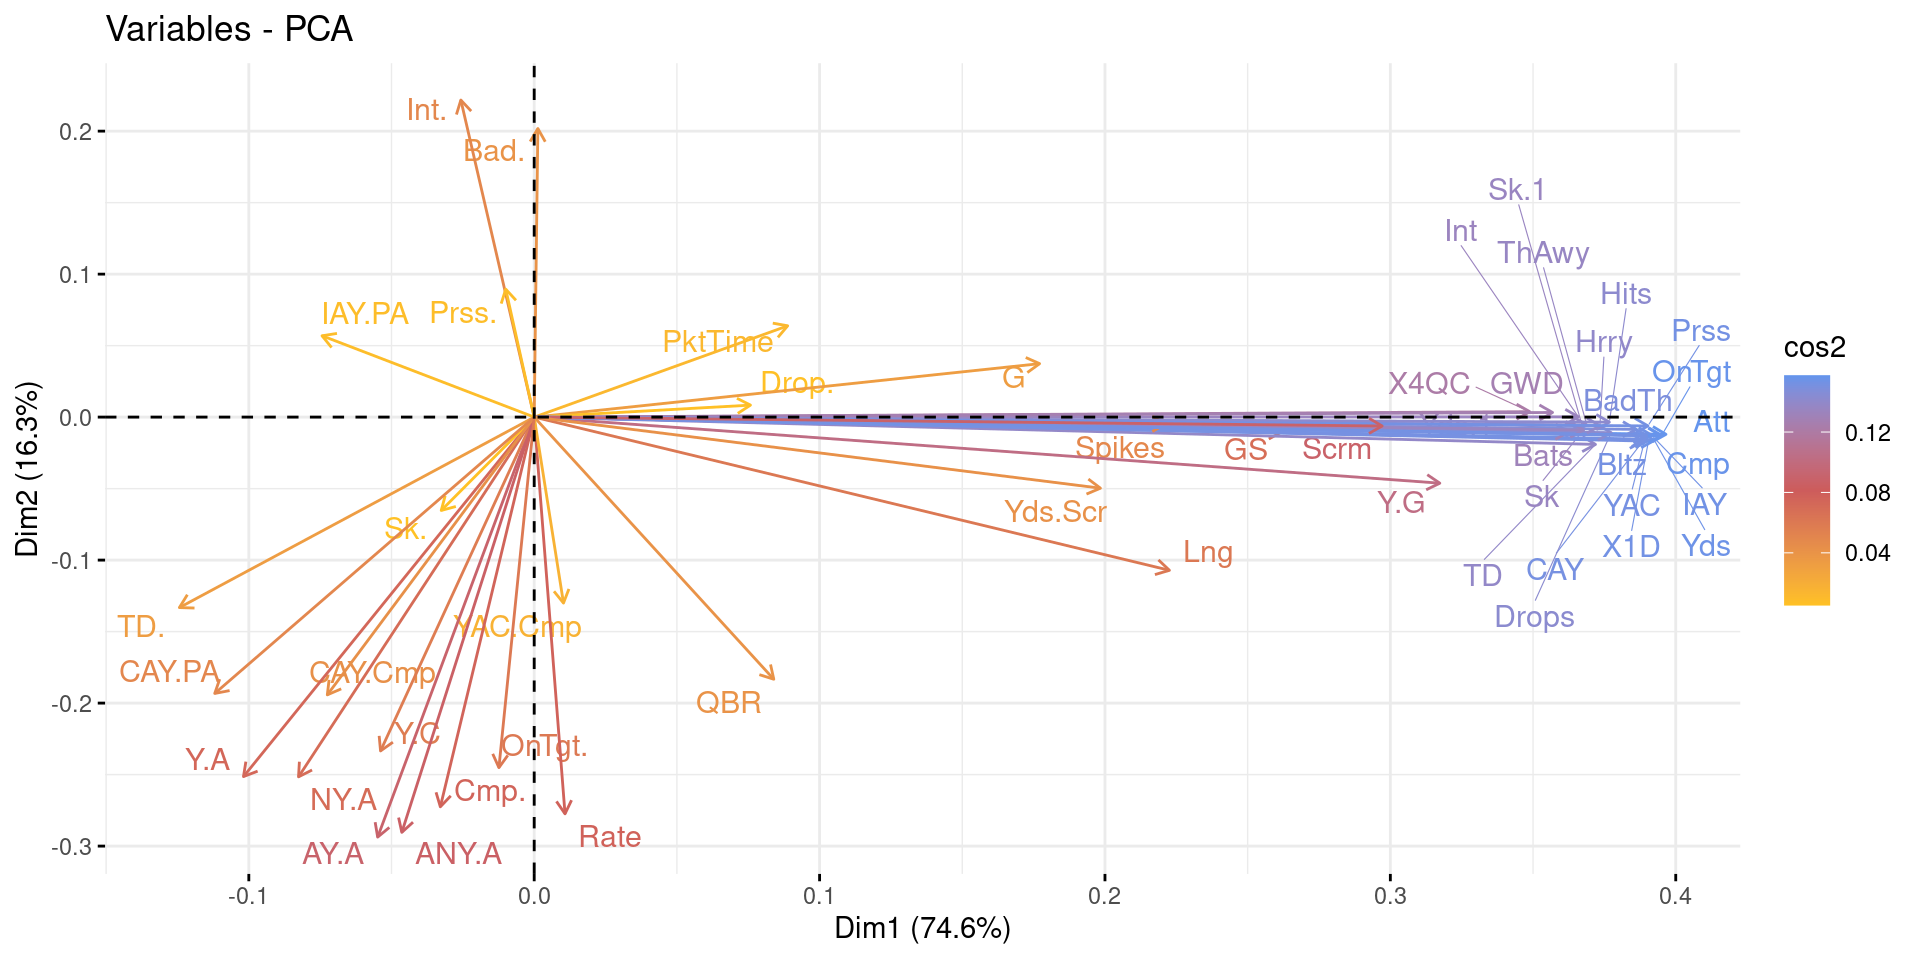 Variables - PCA
Int.
Bad.
0.2
Sk.1
Int
ThAwy
0.1
Hits
IAY.PA
Prss.
PktTime
Hrry
Prss
cos2
G
Drop.
X4QC
GWD
OnTgt
BadTh
0.0
Att
0.12
Spikes
GS
Scrm
Bats
Bltz
Cmp
Sk
0.08
Yds.Scr
Y.G
YAC
IAY
Sk.
Lng
X1D
Yds
0.04
-0.1
TD
CAY
Drops
TD.
YAC.Cmp
CAY.PA
CAY.Cmp
QBR
-0.2
Y.C
OnTgt.
Y.A
NY.A
Cmp.
Rate
-0.3
AY.A
ANY.A
-0.1
0.0
0.1
0.2
0.3
0.4
Dim1 (74.6%)
Dim2 (16.3%)